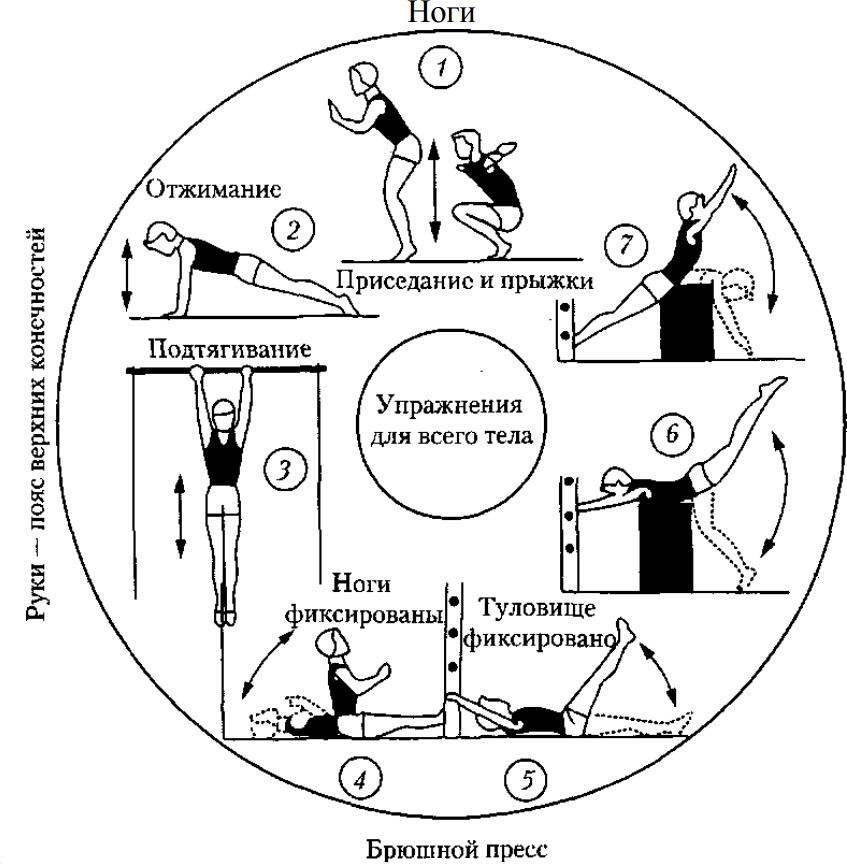 Ноги
1
Отжимание
2
7
Приседание и прыжки
Руки — пояс верхних конечностей
Подтягивание
Упражнения
для всего тела
6
3
Ноги
фиксированы
Туловище
фиксировано
4
5
Брюшной пресс